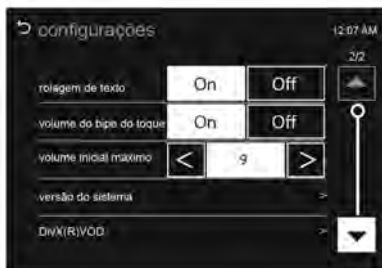 configurações
12:07 AM
2/2
rolagem de texto On Off
volume do bipe do toque On Off
volume inicial máximo < 9 >
versão do sistema >
DivX(R)VOD >